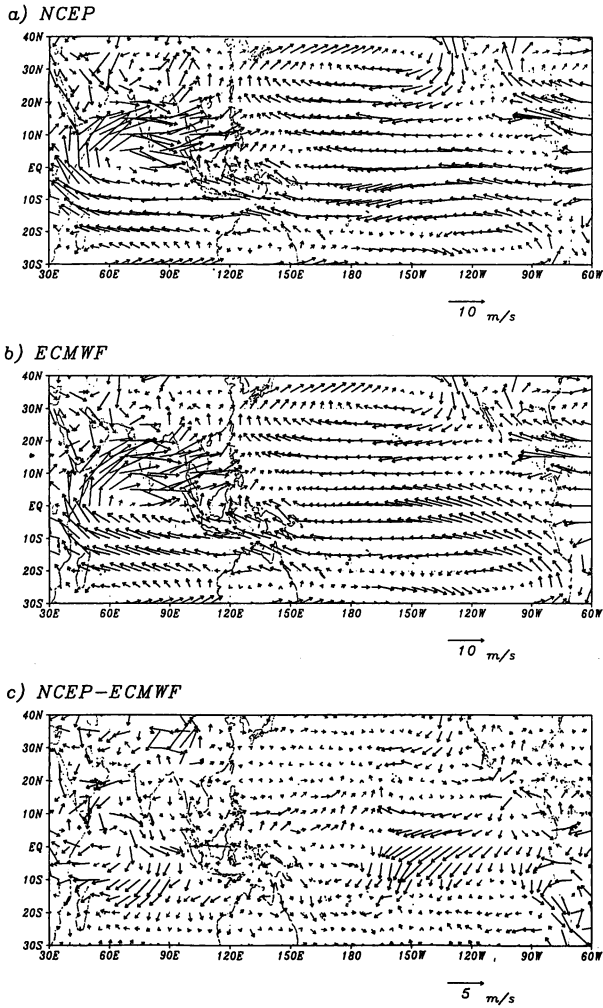 a) NCEP
40N
30N
20N
10N
EQ
10S
20S
30S
30E 60E 90E 120E 150E 180 150W 120W 90W 60W
10 m/s
b) ECMWF
40N
30N
20N
10N
EQ
10S
20S
30S
30E 60E 90E 120E 150E 180 150W 120W 90W 60W
10 m/s
c) NCEP-ECMWF
40N
30N
20N
10N
EQ
10S
20S
30S
30E 60E 90E 120E 150E 180 150W 120W 90W 60W
5 m/s